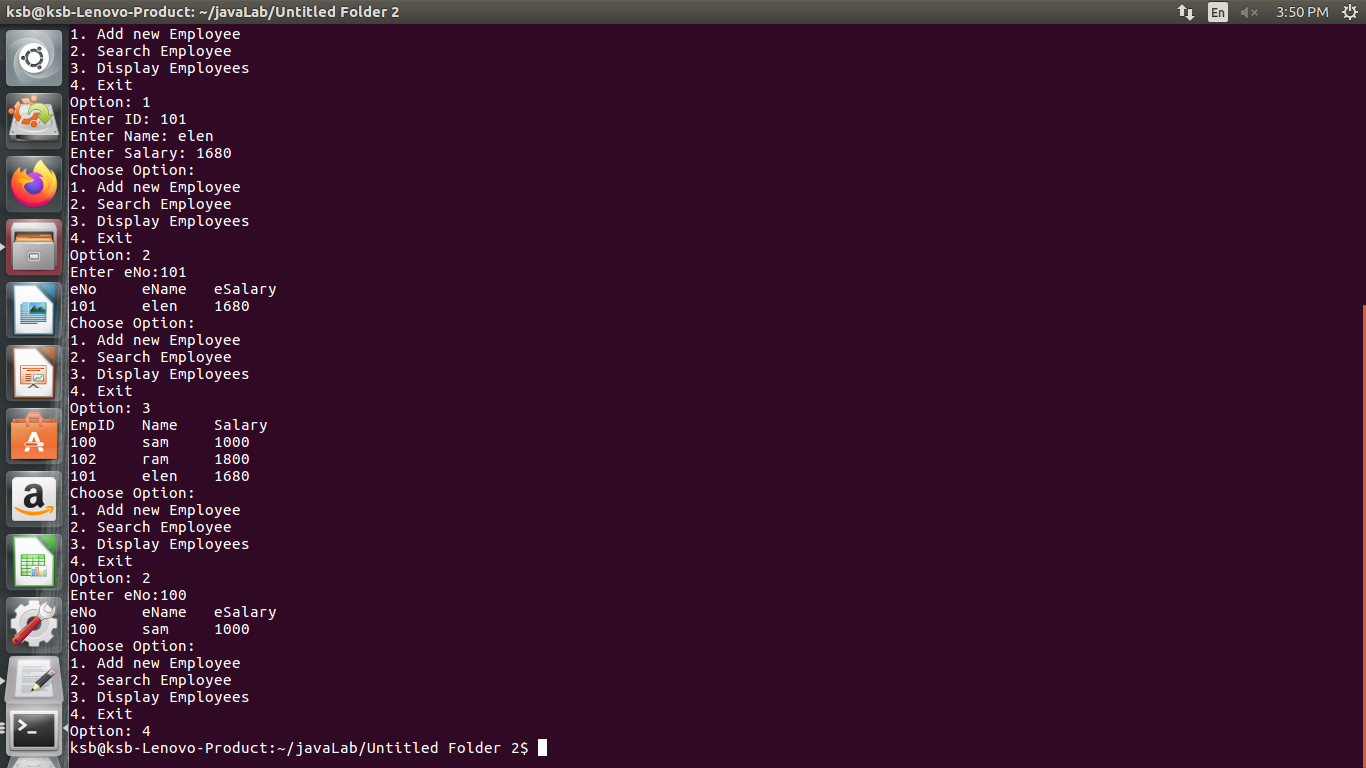 ksb@ksb-Lenovo-Product: ~/javaLab/Untitled Folder 2
En
3:50 PM
1. Add new Employee
2. Search Employee
3. Display Employees
4. Exit
Option: 1
Enter ID: 101
Enter Name: elen
Enter Salary: 1680
Choose Option:
1. Add new Employee
2. Search Employee
3. Display Employees
4. Exit
Option: 2
Enter eNo:101
eNo     eName   eSalary
101     elen    1680
Choose Option:
1. Add new Employee
2. Search Employee
3. Display Employees
4. Exit
Option: 3
EmpID   Name    Salary
100     sam     1000
102     ram     1800
101     elen    1680
Choose Option:
1. Add new Employee
2. Search Employee
3. Display Employees
4. Exit
Option: 2
Enter eNo:100
eNo     eName   eSalary
100     sam     1000
Choose Option:
1. Add new Employee
2. Search Employee
3. Display Employees
4. Exit
Option: 4
ksb@ksb-Lenovo-Product:~/javaLab/Untitled Folder 2$